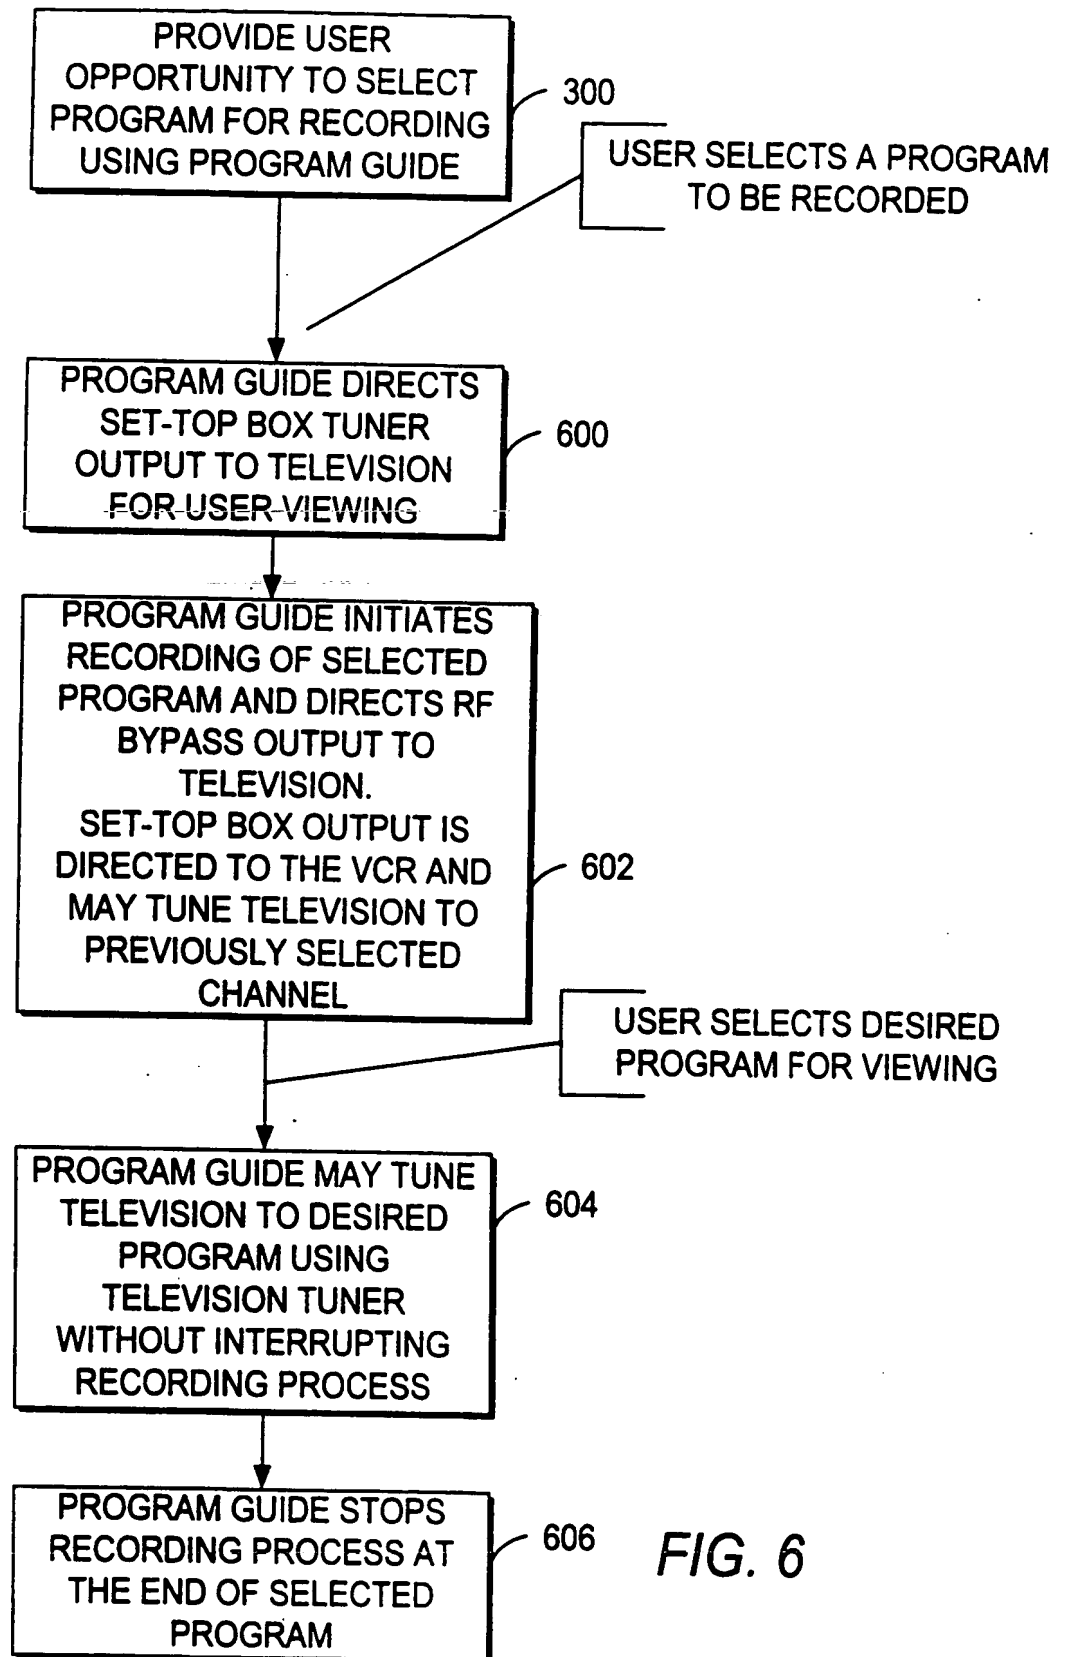 PROVIDE USER
OPPORTUNITY TO SELECT
PROGRAM FOR RECORDING
USING PROGRAM GUIDE
300
USER SELECTS A PROGRAM
TO BE RECORDED
PROGRAM GUIDE DIRECTS
SET-TOP BOX TUNER
OUTPUT TO TELEVISION
FOR USER VIEWING
600
PROGRAM GUIDE INITIATES
RECORDING OF SELECTED
PROGRAM AND DIRECTS RF
BYPASS OUTPUT TO
TELEVISION.
SET-TOP BOX OUTPUT IS
DIRECTED TO THE VCR AND
MAY TUNE TELEVISION TO
PREVIOUSLY SELECTED
CHANNEL
602
USER SELECTS DESIRED
PROGRAM FOR VIEWING
PROGRAM GUIDE MAY TUNE
TELEVISION TO DESIRED
PROGRAM USING
TELEVISION TUNER
WITHOUT INTERRUPTING
RECORDING PROCESS
604
PROGRAM GUIDE STOPS
RECORDING PROCESS AT
THE END OF SELECTED
PROGRAM
606
FIG. 6